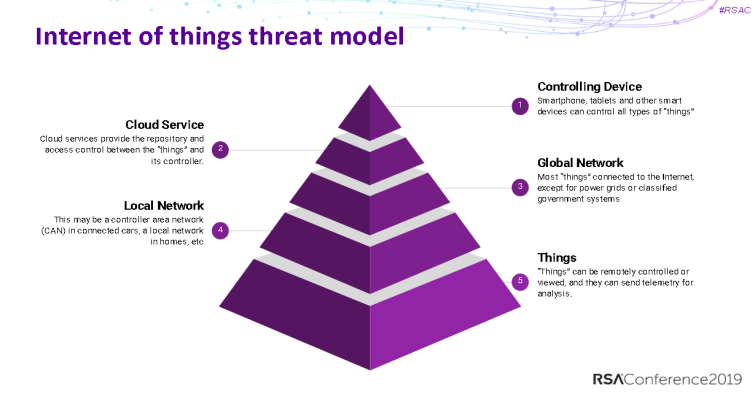 #RSAC
Internet of things threat model
Controlling Device
1
Smartphone, tablets and other smart
devices can control all types of "things"
Cloud Service
Cloud services provide the repository and
access control between the "things" and
its controller.
2
Global Network
Most "things" connected to the Internet,
except for power grids or classified
government systems
3
Local Network
This may be a controller area network
(CAN) in connected cars, a local network
in homes, etc
4
Things
"Things" can be remotely controlled or
viewed, and they can send telemetry for
analysis.
5
RSAConference2019